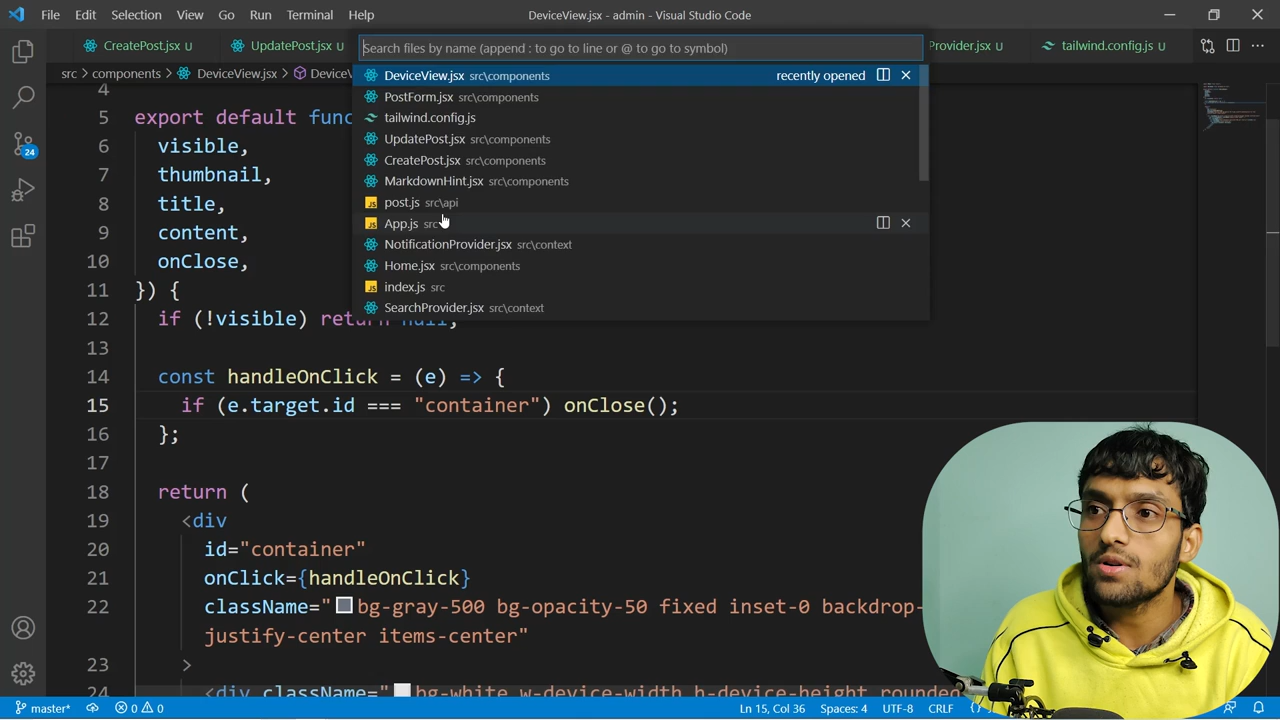 File Edit Selection View Go Run Terminal Help
DeviceView.jsx - admin - Visual Studio Code
CreatePost.jsx U
UpdatePost.jsx U
Search files by name (append : to go to line or @ to go to symbol)
Provider.jsx U
tailwind.config.js U
src > components > DeviceView.jsx >
DeviceView.jsx src\components recently opened
PostForm.jsx src\components
tailwind.config.js
UpdatePost.jsx src\components
CreatePost.jsx src\components
MarkdownHint.jsx src\components
post.js src\api
App.js src
NotificationProvider.jsx src\context
Home.jsx src\components
index.js src
SearchProvider.jsx src\context
24
4
5 export default func
6 visible,
7 thumbnail,
8 title,
9 content,
10 onClose,
11 }) {
12 if (!visible) return null;
13
14 const handleOnClick = (e) => {
15 if (e.target.id === "container") onClose();
16 };
17
18 return (
19 <div
20 id="container"
21 onClick={handleOnClick}
22 className="bg-gray-500 bg-opacity-50 fixed inset-0 backdrop-
justify-center items-center"
23 >
24 <div className="bg-white w-device-width h-device-height rounded
master* 0 0 Ln 15, Col 36 Spaces: 4 UTF-8 CRLF